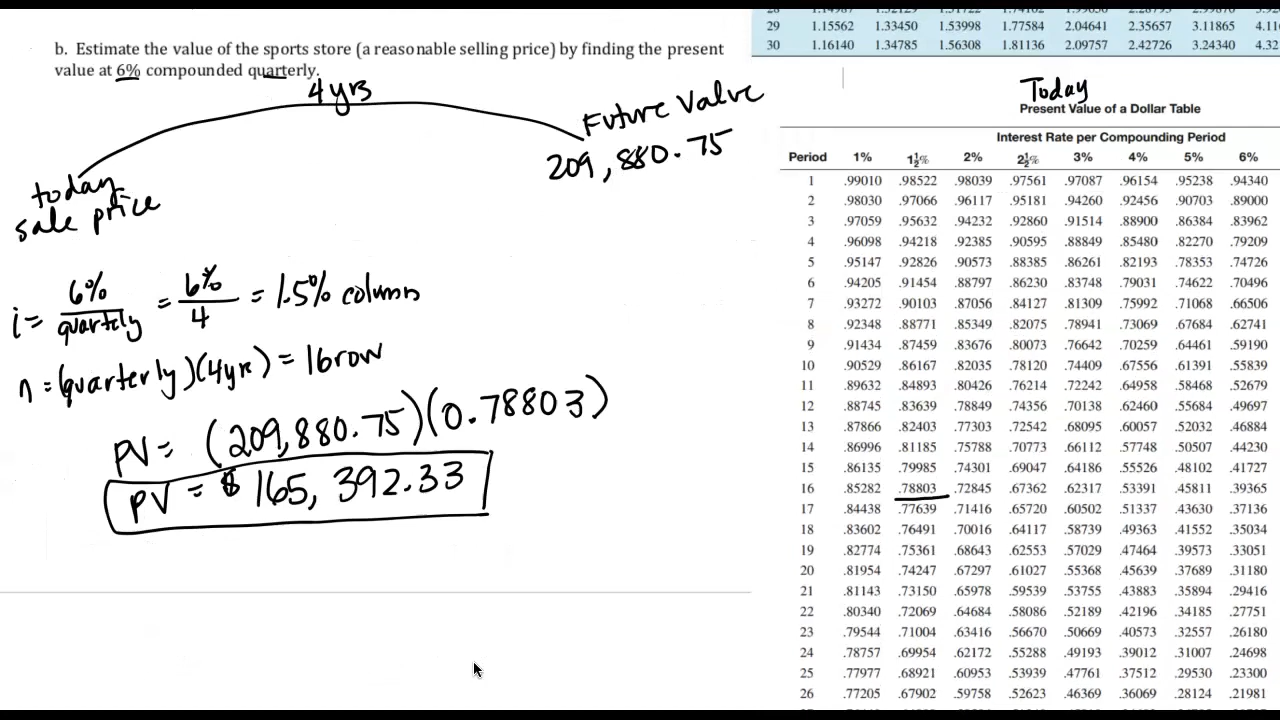 b. Estimate the value of the sports store (a reasonable selling price) by finding the present
value at 6% compounded quarterly.
4 yrs
Future Value
209,880.75
today
sale price
i = 6% / quartely = 6% / 4 = 1.5% column
n = (quarterly)(4yr) = 16 row
PV = (209,880.75)(0.78803)
PV = $165,392.33
29 1.15562 1.33450 1.53998 1.77584 2.04641 2.35657 3.11865
30 1.16140 1.34785 1.56308 1.81136 2.09757 2.42726 3.24340
Today
Present Value of a Dollar Table
Interest Rate per Compounding Period
Period 1% 1½% 2% 2½% 3% 4% 5% 6%
1 .99010 .98522 .98039 .97561 .97087 .96154 .95238 .94340
2 .98030 .97066 .96117 .95181 .94260 .92456 .90703 .89000
3 .97059 .95632 .94232 .92860 .91514 .88900 .86384 .83962
4 .96098 .94218 .92385 .90595 .88849 .85480 .82270 .79209
5 .95147 .92826 .90573 .88385 .86261 .82193 .78353 .74726
6 .94205 .91454 .88797 .86230 .83748 .79031 .74622 .70496
7 .93272 .90103 .87056 .84127 .81309 .75992 .71068 .66506
8 .92348 .88771 .85349 .82075 .78941 .73069 .67684 .62741
9 .91434 .87459 .83676 .80073 .76642 .70259 .64461 .59190
10 .90529 .86167 .82035 .78120 .74409 .67556 .61391 .55839
11 .89632 .84893 .80426 .76214 .72242 .64958 .58468 .52679
12 .88745 .83639 .78849 .74356 .70138 .62460 .55684 .49697
13 .87866 .82403 .77303 .72542 .68095 .60057 .52032 .46884
14 .86996 .81185 .75788 .70773 .66112 .57748 .50507 .44230
15 .86135 .79985 .74301 .69047 .64186 .55526 .48102 .41727
16 .85282 .78803 .72845 .67362 .62317 .53391 .45811 .39365
17 .84438 .77639 .71416 .65720 .60502 .51337 .43630 .37136
18 .83602 .76491 .70016 .64117 .58739 .49363 .41552 .35034
19 .82774 .75361 .68643 .62553 .57029 .47464 .39573 .33051
20 .81954 .74247 .67297 .61027 .55368 .45639 .37689 .31180
21 .81143 .73150 .65978 .59539 .53755 .43883 .35894 .29416
22 .80340 .72069 .64684 .58086 .52189 .42196 .34185 .27751
23 .79544 .71004 .63416 .56670 .50669 .40573 .32557 .26180
24 .78757 .69954 .62172 .55288 .49193 .39012 .31007 .24698
25 .77977 .68921 .60953 .53939 .47761 .37512 .29530 .23300
26 .77205 .67902 .59758 .52623 .46369 .36069 .28124 .21981